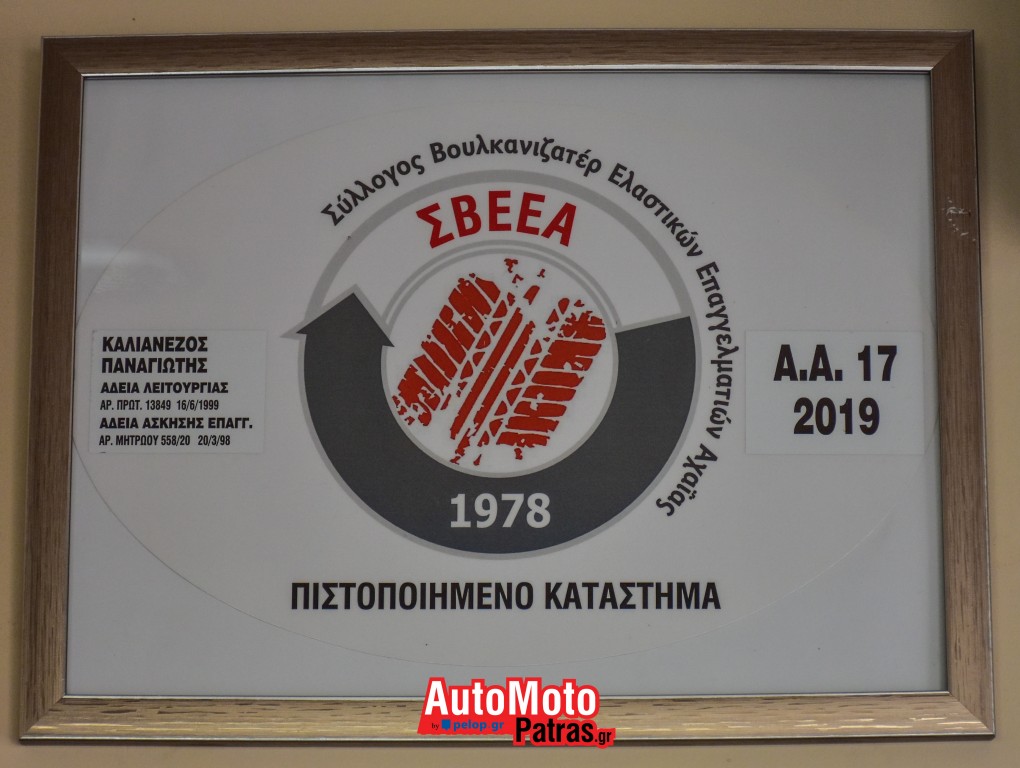 Σύλλογος Βουλκανιζατέρ Ελαστικών Επαγγελματιών Αχαΐας
ΣΒΕΕΑ
ΚΑΛΙΑΝΕΖΟΣ
ΠΑΝΑΓΙΩΤΗΣ
ΑΔΕΙΑ ΛΕΙΤΟΥΡΓΙΑΣ
ΑΡ. ΠΡΩΤ. 13849 16/6/1999
ΑΔΕΙΑ ΑΣΚΗΣΗΣ ΕΠΑΓΓ.
ΑΡ. ΜΗΤΡΩΟΥ 558/20 20/3/98
Α.Α. 17
2019
1978
ΠΙΣΤΟΠΟΙΗΜΕΝΟ ΚΑΤΑΣΤΗΜΑ
AutoMoto
by pelop.gr
Patras.gr